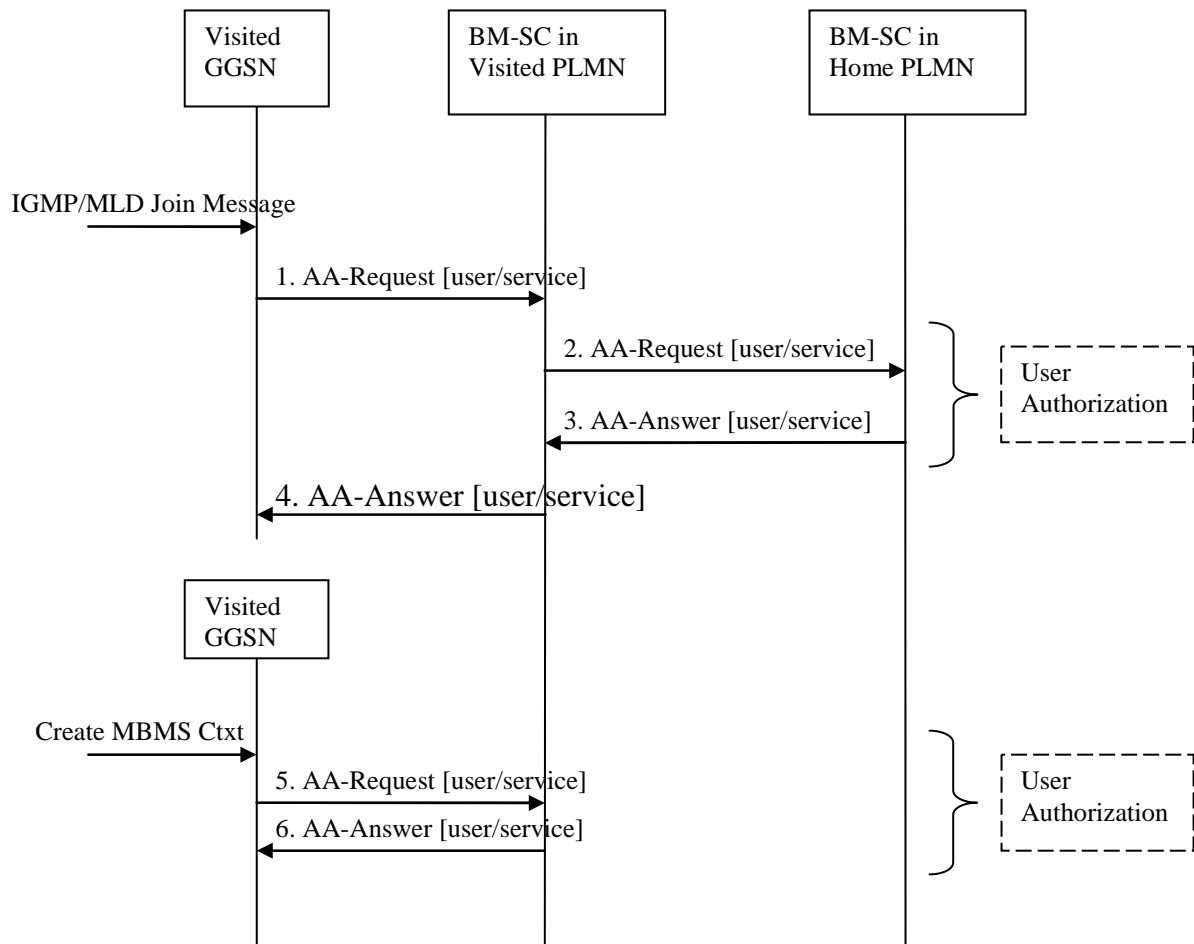 Visited
GGSN
BM-SC in
Visited PLMN
BM-SC in
Home PLMN
IGMP/MLD Join Message
1. AA-Request [user/service]
2. AA-Request [user/service]
User
Authorization
3. AA-Answer [user/service]
4. AA-Answer [user/service]
Visited
GGSN
Create MBMS Ctxt
5. AA-Request [user/service]
User
Authorization
6. AA-Answer [user/service]